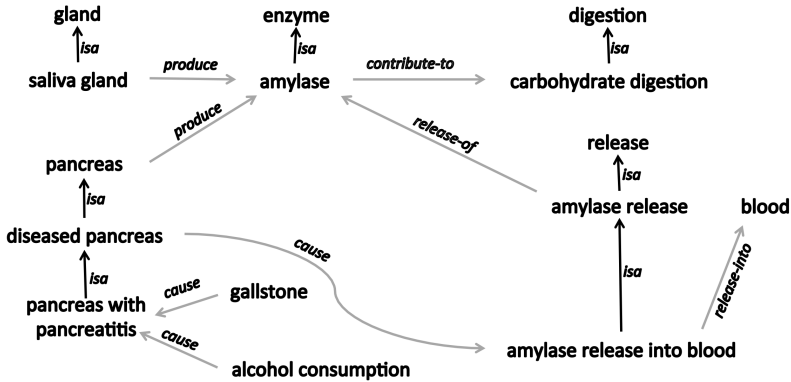 gland
enzyme
digestion
isa
isa
isa
saliva gland
produce
amylase
contribute-to
carbohydrate digestion
produce
release-of
release
pancreas
isa
isa
amylase release
blood
diseased pancreas
cause
isa
isa
release-into
pancreas with
pancreatitis
cause
gallstone
cause
amylase release into blood
alcohol consumption